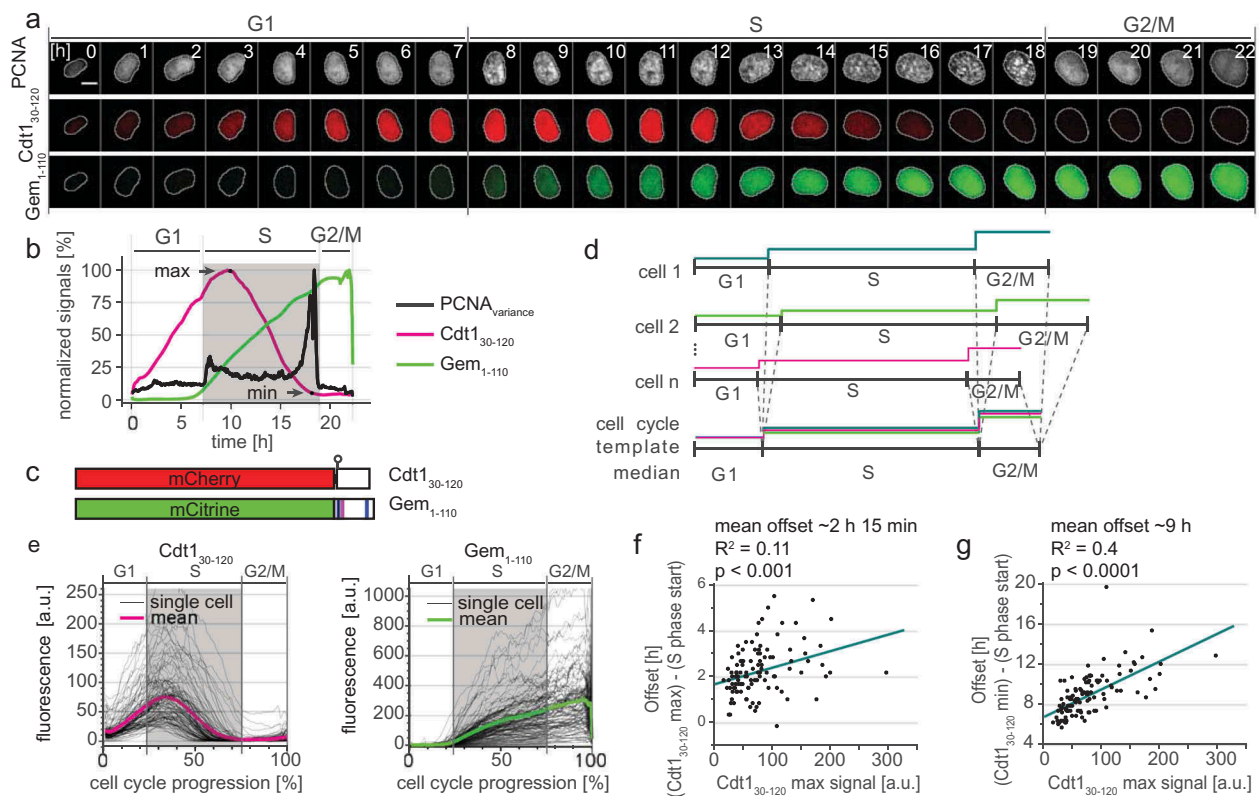 a
G1 S G2/M
[h] 0 1 2 3 4 5 6 7 8 9 10 11 12 13 14 15 16 17 18 19 20 21 22
PCNA
Cdt1 30-120
Gem 1-110
b
G1 S G2/M
normalized signals [%]
100
75
50
25
0
max
min
0 5 10 15 20
time [h]
PCNA variance
Cdt1 30-120
Gem 1-110
c
mCherry Cdt1 30-120
mCitrine Gem 1-110
d
cell 1
G1 S G2/M
cell 2
G1 S G2/M
⋮
cell n
G1 S G2/M
cell cycle
template
median
G1 S G2/M
e
Cdt1 30-120
G1 S G2/M
fluorescence [a.u.]
250
200
150
100
50
0
single cell
mean
0 50 100
cell cycle progression [%]
Gem 1-110
G1 S G2/M
fluorescence [a.u.]
1000
800
600
400
200
0
single cell
mean
0 50 100
cell cycle progression [%]
f
mean offset ~2 h 15 min
R² = 0.11
p < 0.001
Offset [h]
(Cdt1 30-120 max) - (S phase start)
6
4
2
0
0 100 200 300
Cdt1 30-120 max signal [a.u.]
g
mean offset ~9 h
R² = 0.4
p < 0.0001
Offset [h]
(Cdt1 30-120 min) - (S phase start)
20
16
12
8
4
0 100 200 300
Cdt1 30-120 max signal [a.u.]